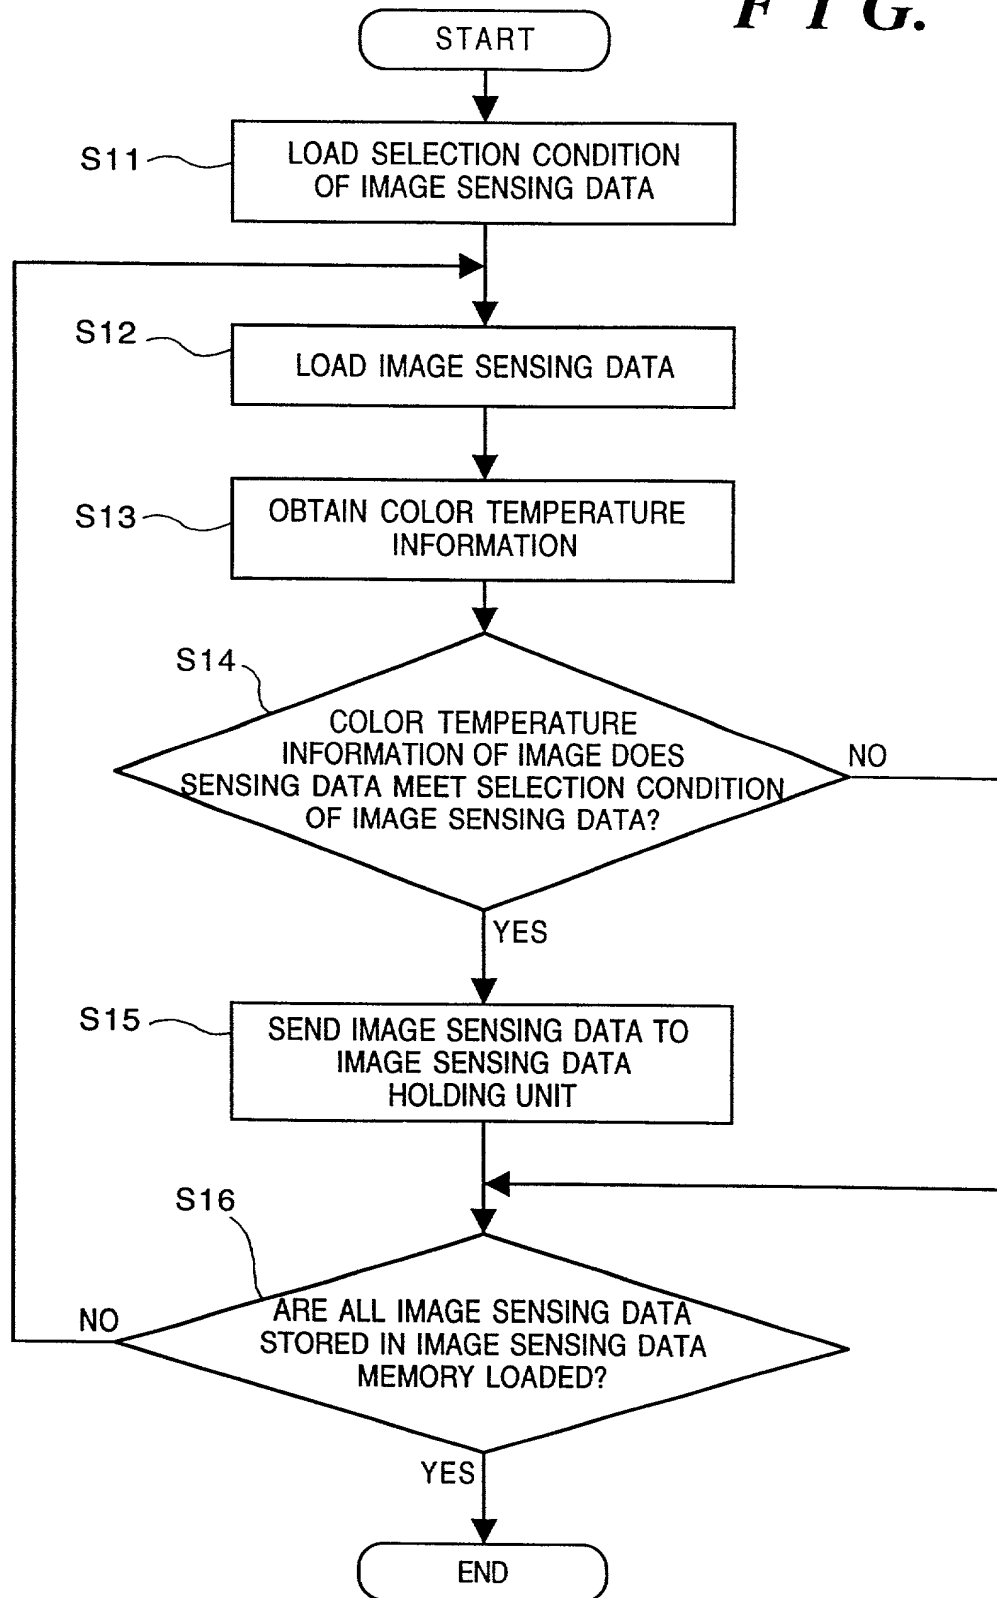 FIG.
START
S11
LOAD SELECTION CONDITION
OF IMAGE SENSING DATA
S12
LOAD IMAGE SENSING DATA
S13
OBTAIN COLOR TEMPERATURE
INFORMATION
S14
COLOR TEMPERATURE
INFORMATION OF IMAGE DOES
SENSING DATA MEET SELECTION CONDITION
OF IMAGE SENSING DATA?
NO
YES
S15
SEND IMAGE SENSING DATA TO
IMAGE SENSING DATA
HOLDING UNIT
S16
ARE ALL IMAGE SENSING DATA
STORED IN IMAGE SENSING DATA
MEMORY LOADED?
NO
YES
END